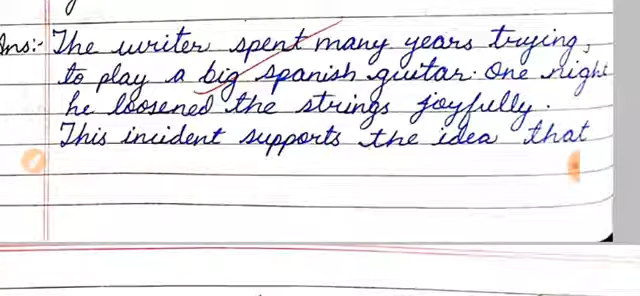 Ans:- The writer spent many years trying,
to play a big spanish guitar. One night
he loosened the strings joyfully.
This incident supports the idea that